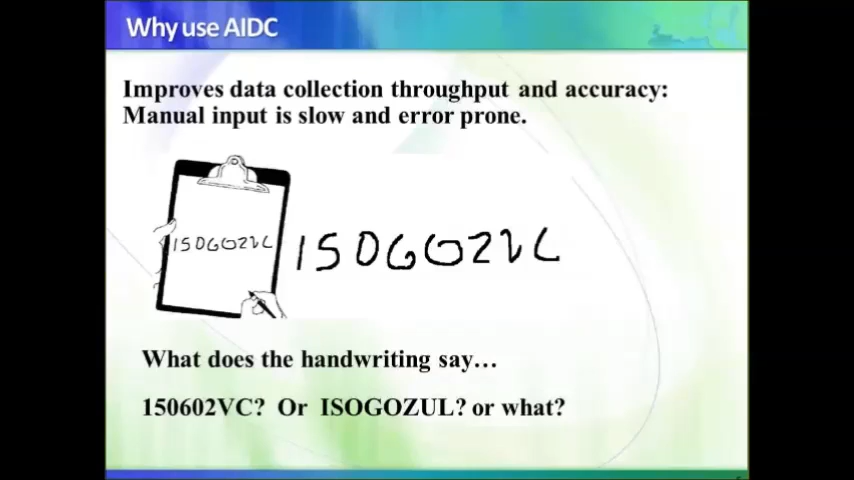 Why use AIDC
Improves data collection throughput and accuracy:
Manual input is slow and error prone.
What does the handwriting say…
150602VC? Or ISOGOZUL? or what?